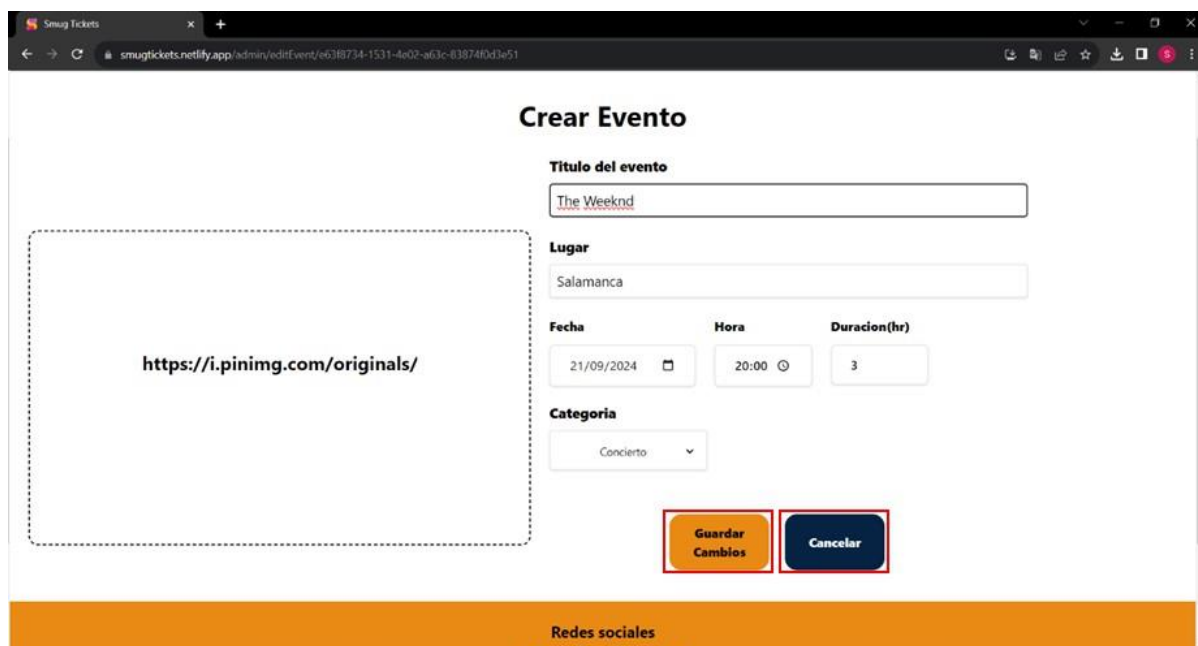 Smug Tickets
smugtickets.netlify.app/admin/editEvent/e63f8734-1531-4e02-a63c-83874f0d3e51
S
Crear Evento
Titulo del evento
The Weeknd
Lugar
Salamanca
Fecha Hora Duracion(hr)
https://i.pinimg.com/originals/
21/09/2024 20:00 3
Categoria
Concierto
Guardar
Cambios
Cancelar
Redes sociales